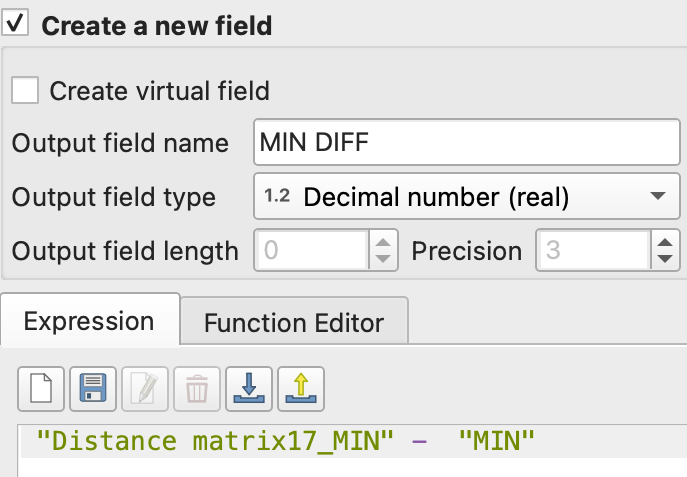 Create a new field
Create virtual field
Output field name MIN DIFF
Output field type 1.2 Decimal number (real)
Output field length 0 Precision 3
Expression Function Editor
"Distance matrix17_MIN" - "MIN"